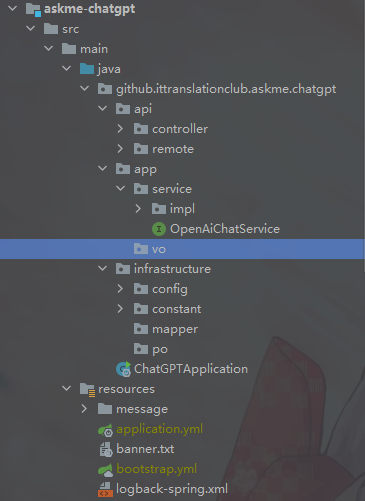 askme-chatgpt
src
main
java
github.ittranslationclub.askme.chatgpt
api
controller
remote
app
service
impl
OpenAiChatService
vo
infrastructure
config
constant
mapper
po
ChatGPTApplication
resources
message
application.yml
banner.txt
bootstrap.yml
logback-spring.xml